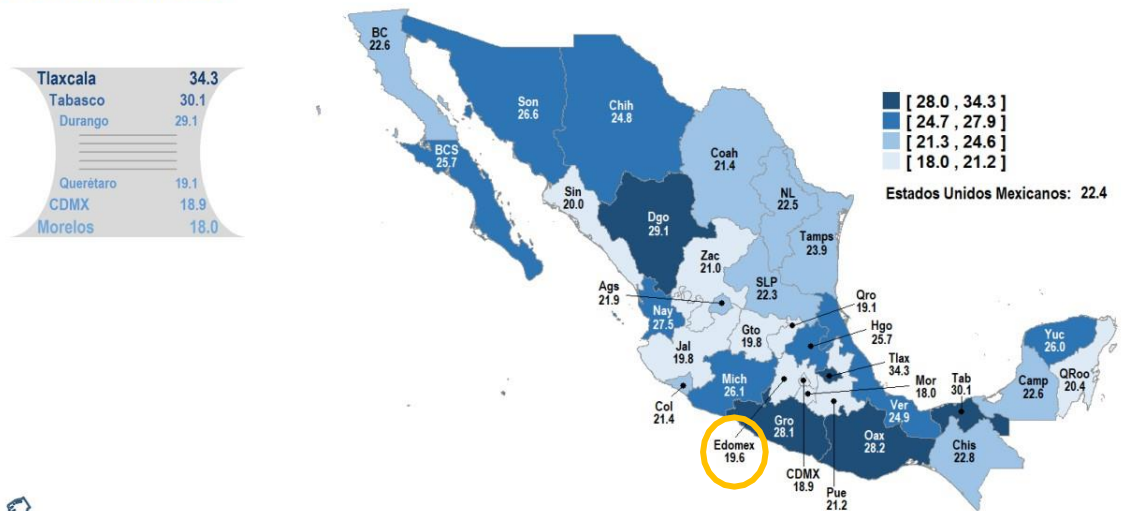 Tlaxcala 34.3
Tabasco 30.1
Durango 29.1
Querétaro 19.1
CDMX 18.9
Morelos 18.0
BC
22.6
Son
26.6
Chih
24.8
BCS
25.7
Coah
21.4
Sin
20.0
NL
22.5
Dgo
29.1
Tamps
23.9
Zac
21.0
SLP
22.3
Ags
21.9
Nay
27.5
Qro
19.1
Gto
19.8
Hgo
25.7
Jal
19.8
Tlax
34.3
Mich
26.1
Mor
18.0
Tab
30.1
Yuc
26.0
Camp
22.6
QRoo
20.4
Col
21.4
Ver
24.9
Gro
28.1
Oax
28.2
Edomex
19.6
Chis
22.8
CDMX
18.9
Pue
21.2
[ 28.0 , 34.3 ]
[ 24.7 , 27.9 ]
[ 21.3 , 24.6 ]
[ 18.0 , 21.2 ]
Estados Unidos Mexicanos: 22.4